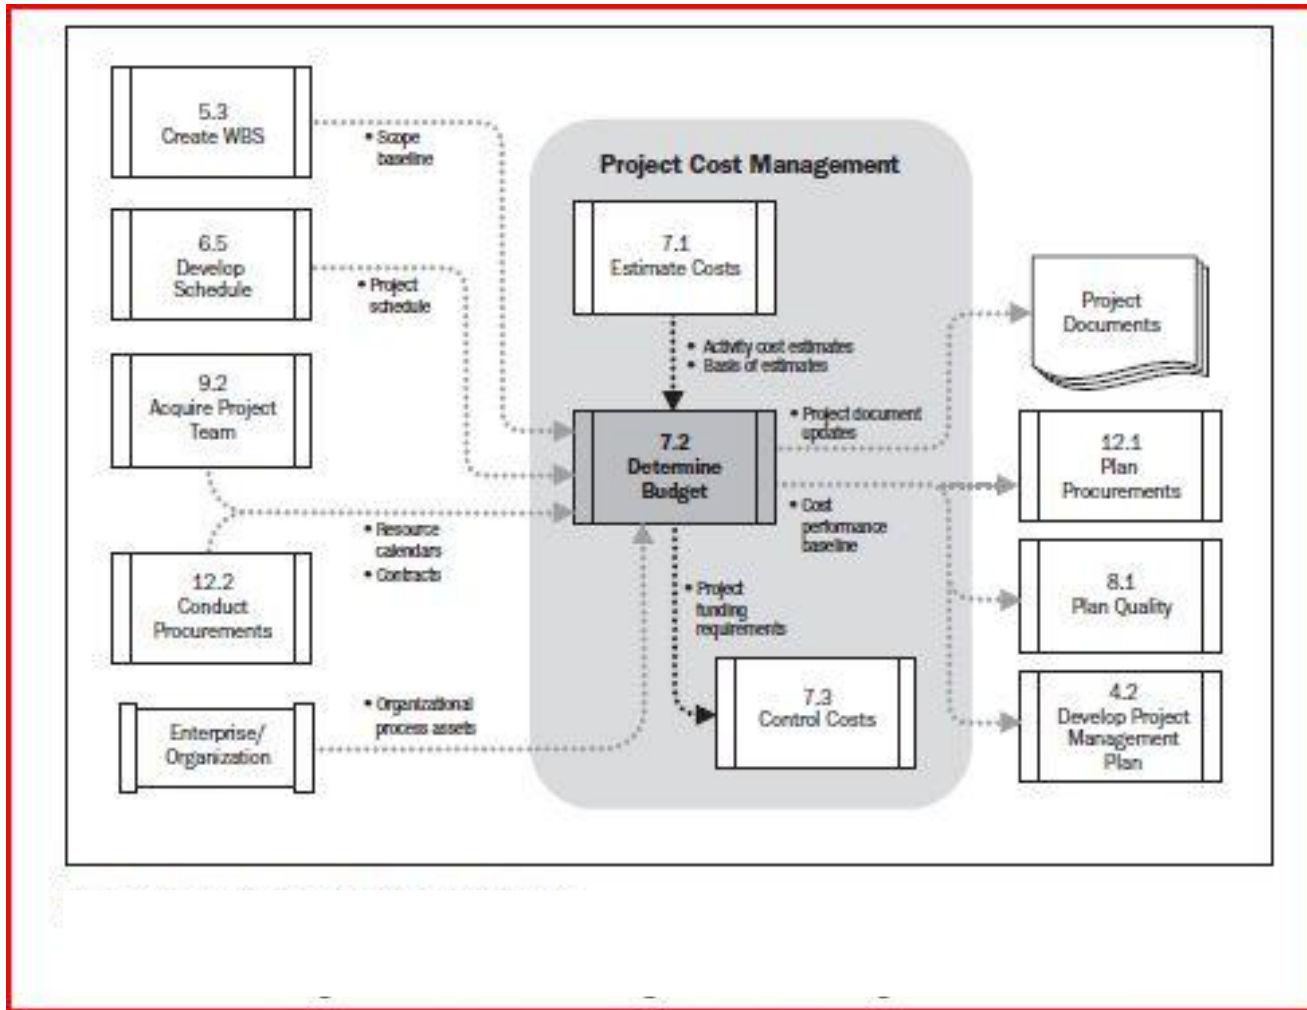 5.3
Create WBS
• Scope
baseline
Project Cost Management
6.5
Develop
Schedule
• Project
schedule
7.1
Estimate Costs
• Activity cost estimates
• Basis of estimates
Project
Documents
9.2
Acquire Project
Team
7.2
Determine
Budget
• Project document
updates
12.1
Plan
Procurements
• Cost
performance
baseline
• Resource
calendars
• Contracts
12.2
Conduct
Procurements
• Project
funding
requirements
8.1
Plan Quality
Enterprise/
Organization
• Organizational
process assets
7.3
Control Costs
4.2
Develop Project
Management
Plan